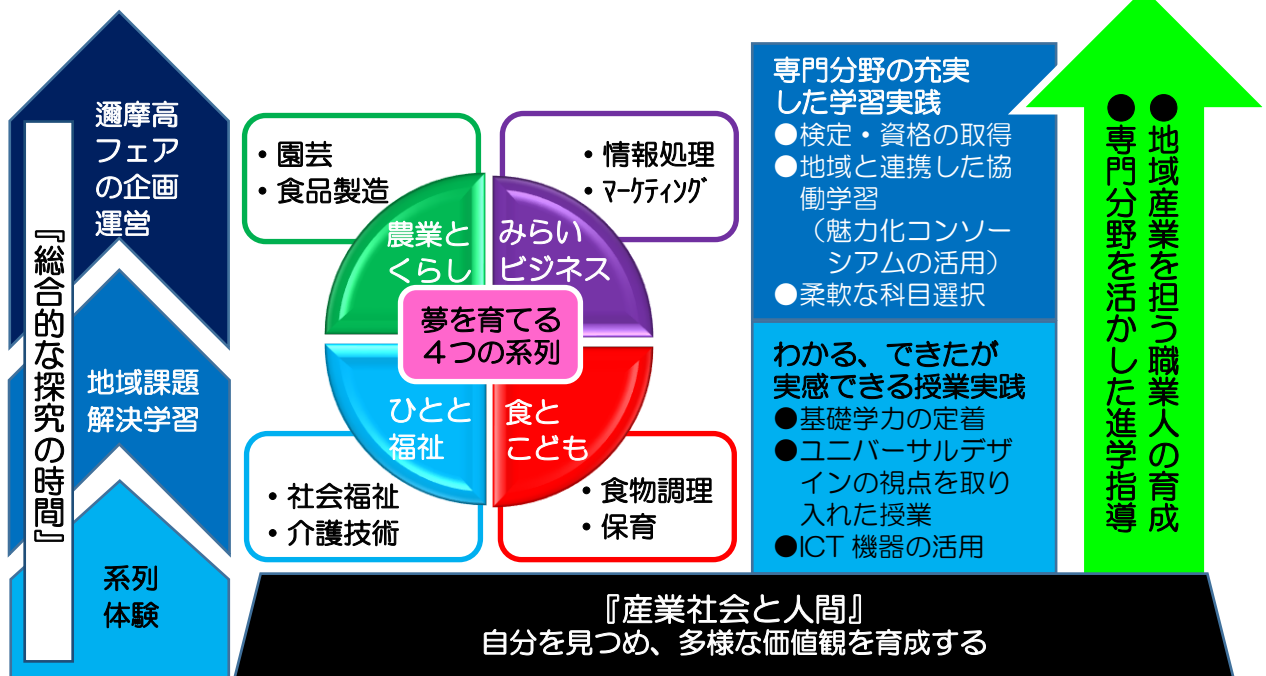 『総合的な探究の時間』
邇摩高
フェア
の企画
運営
地域課題
解決学習
系列
体験
・園芸
・食品製造
・情報処理
・ﾏｰｹﾃｨﾝｸﾞ
農業と
くらし
みらい
ビジネス
夢を育てる
４つの系列
ひとと
福祉
食と
こども
・社会福祉
・介護技術
・食物調理
・保育
専門分野の充実
した学習実践
●検定・資格の取得
●地域と連携した協
働学習
（魅力化コンソー
シアムの活用）
●柔軟な科目選択
わかる、できたが
実感できる授業実践
●基礎学力の定着
●ユニバーサルデザ
インの視点を取り
入れた授業
●ICT 機器の活用
●地域産業を担う職業人の育成
●専門分野を活かした進学指導
『産業社会と人間』
自分を見つめ、多様な価値観を育成する